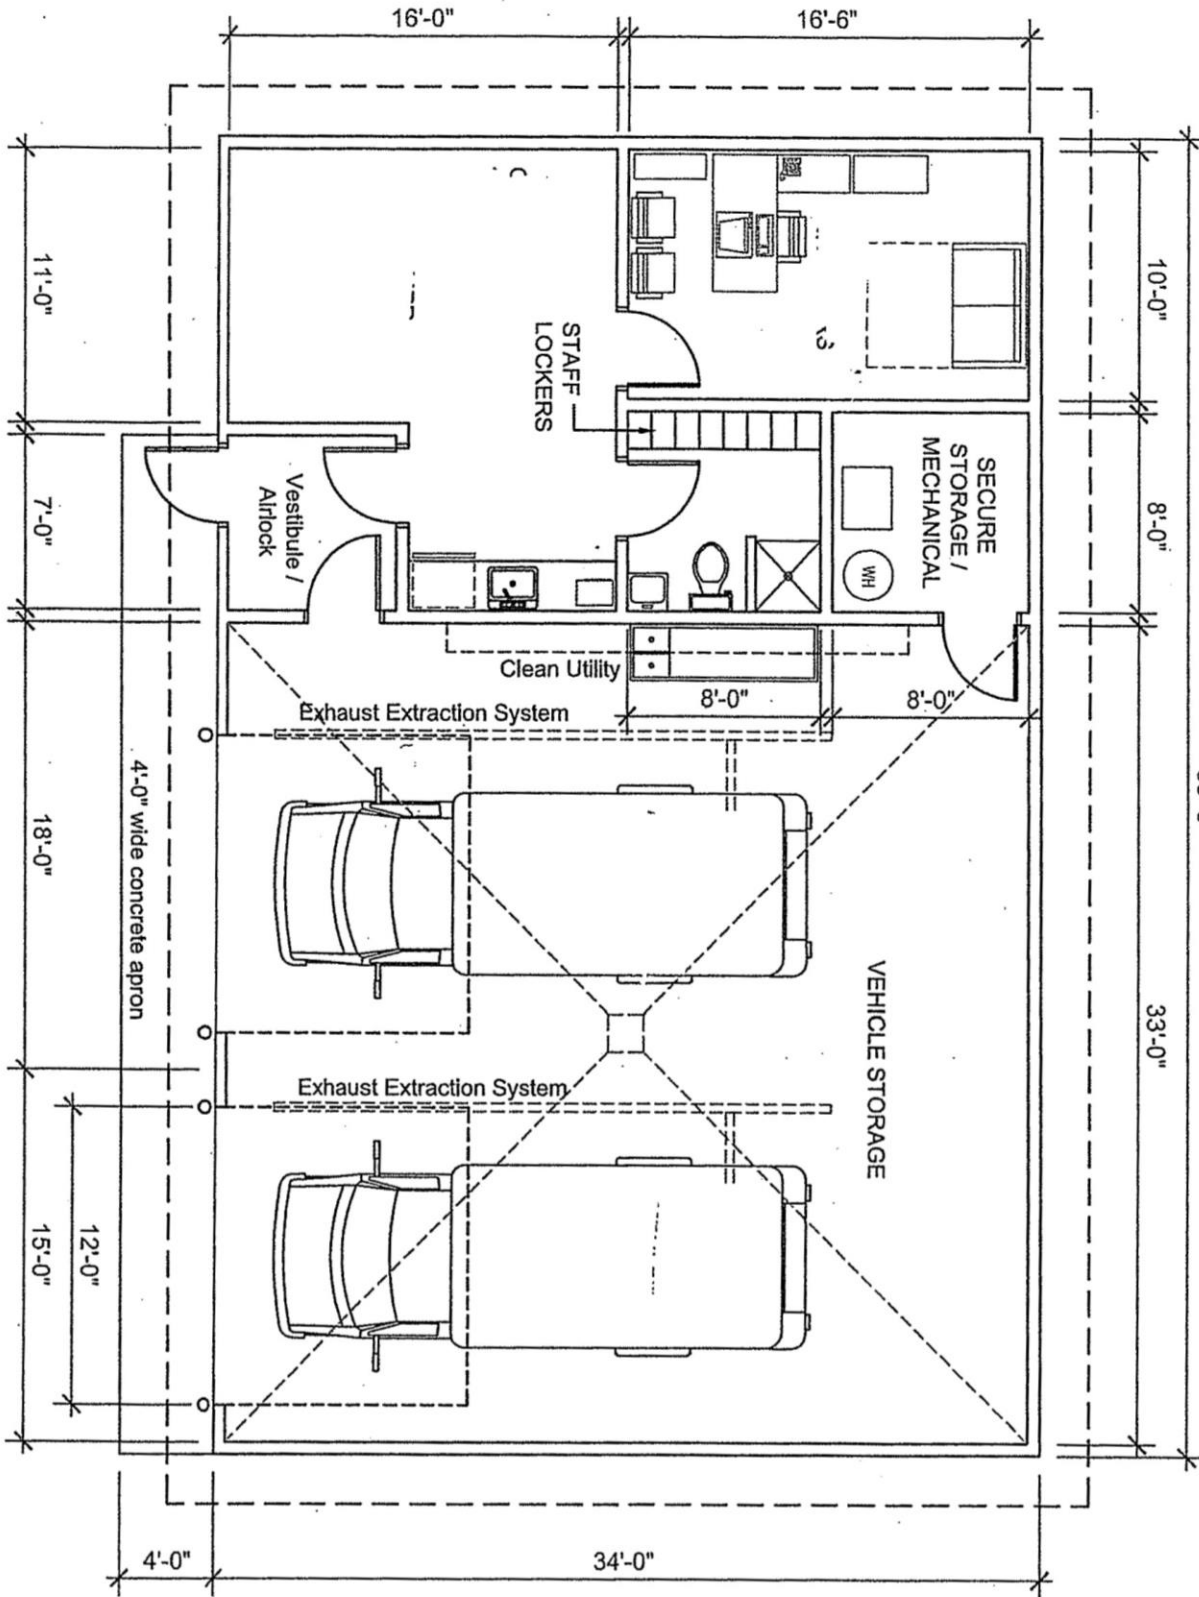 16'-0"
16'-6"
11'-0"
10'-0"
STAFF
LOCKERS
SECURE
STORAGE /
MECHANICAL
WH
7'-0"
8'-0"
Vestibule /
Airlock
Clean Utility
8'-0"
8'-0"
Exhaust Extraction System
18'-0"
4'-0" wide concrete apron
VEHICLE STORAGE
33'-0"
Exhaust Extraction System
15'-0"
12'-0"
4'-0"
34'-0"